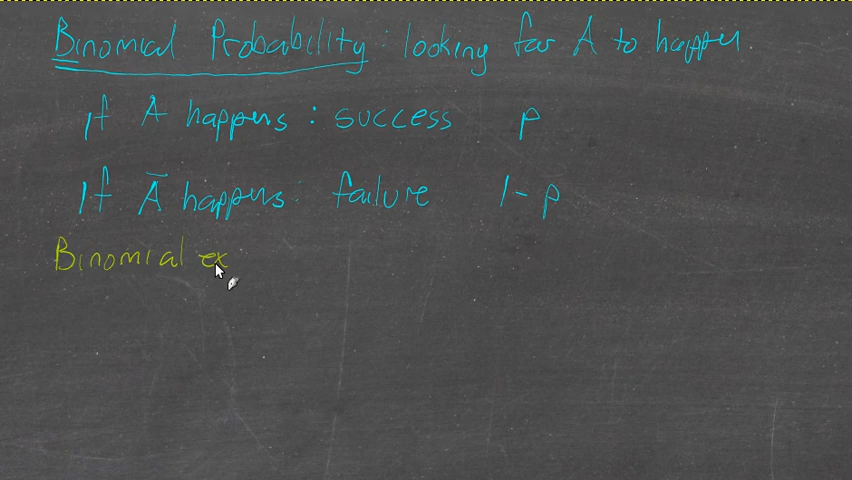 Binomial Probability: looking for A to happen
If A happens: success p
If Ā happens: failure 1-p
Binomial ex